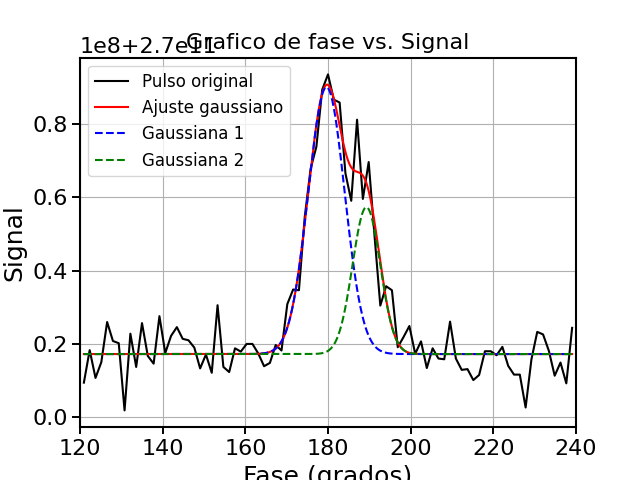 1e8+2.7e11
Grafico de fase vs. Signal
Pulso original
Ajuste gaussiano
Gaussiana 1
Gaussiana 2
0.8
0.6
0.4
0.2
0.0
Signal
120 140 160 180 200 220 240
Fase (grados)